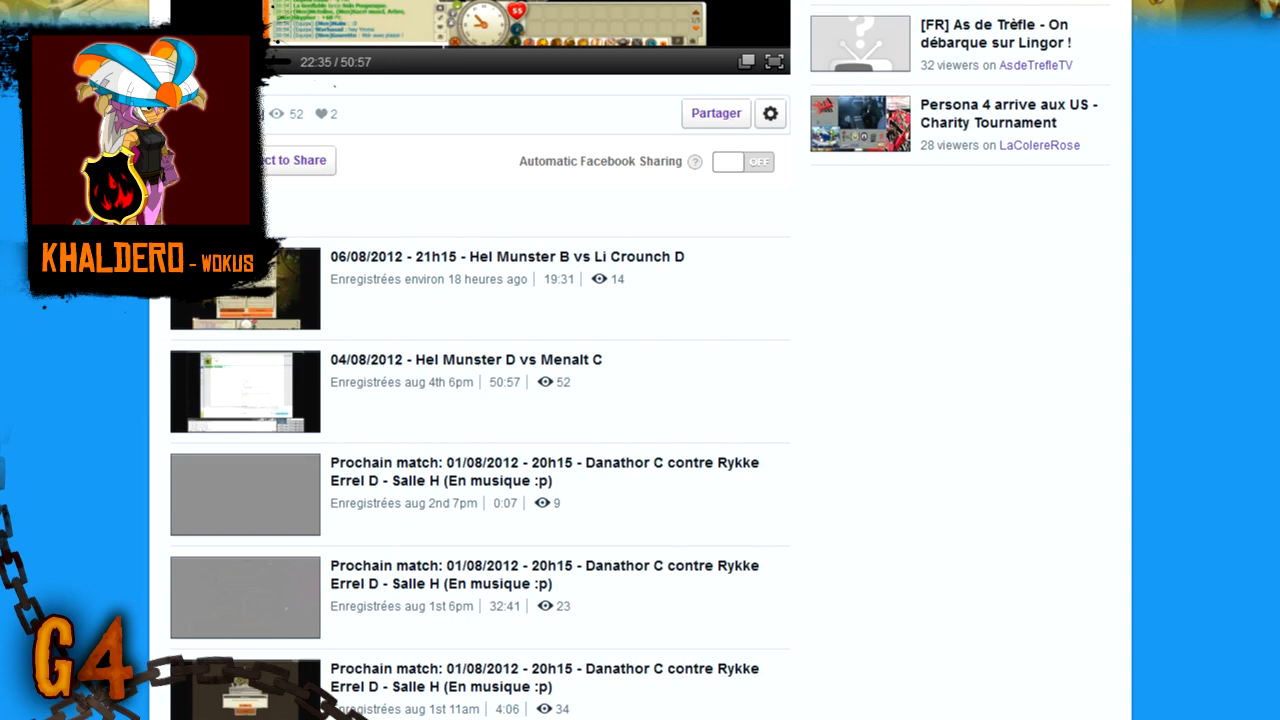 22:35 / 50:57
52 2
Partager
ct to Share
Automatic Facebook Sharing ? OFF
KHALDERO - WOKUS
06/08/2012 - 21h15 - Hel Munster B vs Li Crounch D
Enregistrées environ 18 heures ago 19:31 14
04/08/2012 - Hel Munster D vs Menalt C
Enregistrées aug 4th 6pm 50:57 52
Prochain match: 01/08/2012 - 20h15 - Danathor C contre Rykke
Errel D - Salle H (En musique :p)
Enregistrées aug 2nd 7pm 0:07 9
Prochain match: 01/08/2012 - 20h15 - Danathor C contre Rykke
Errel D - Salle H (En musique :p)
Enregistrées aug 1st 6pm 32:41 23
Prochain match: 01/08/2012 - 20h15 - Danathor C contre Rykke
Errel D - Salle H (En musique :p)
nregistrées aug 1st 11am 4:06 34
G4
[FR] As de Trèfle - On
débarque sur Lingor !
32 viewers on AsdeTrefleTV
Persona 4 arrive aux US -
Charity Tournament
28 viewers on LaColereRose
55
1/5